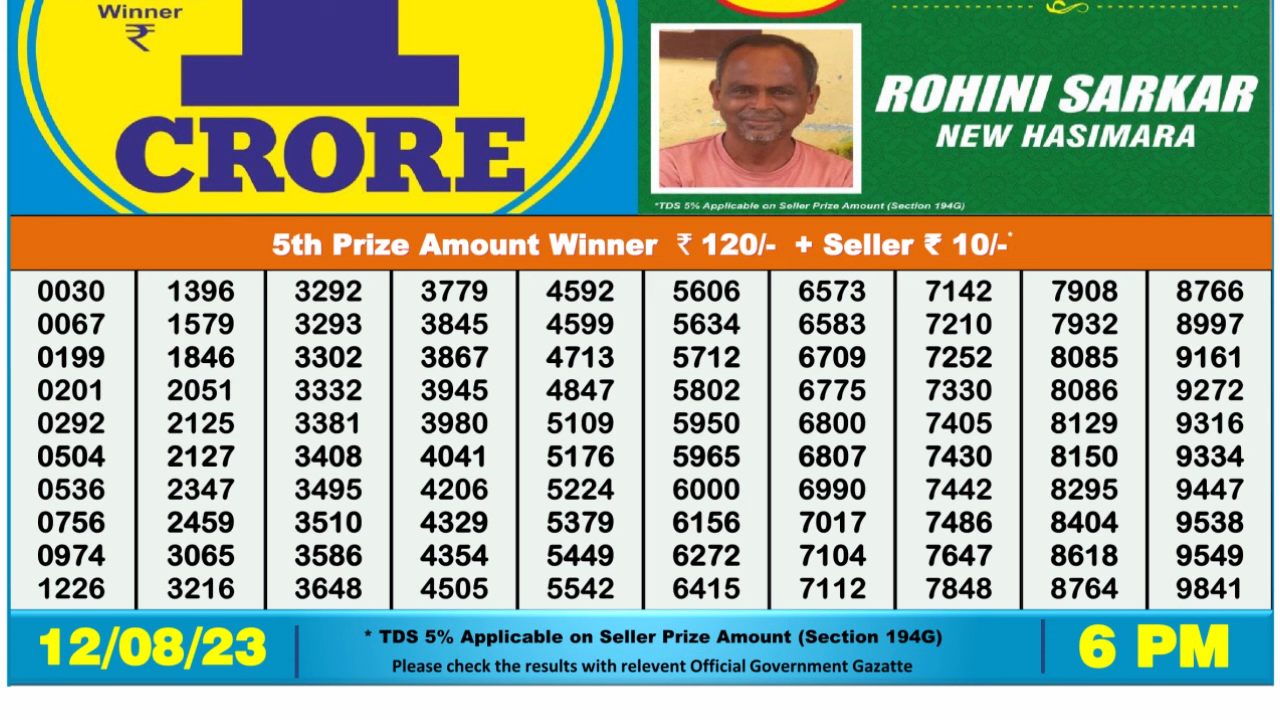 Winner
₹
1
CRORE
ROHINI SARKAR
NEW HASIMARA
*TDS 5% Applicable on Seller Prize Amount (Section 194G)
5th Prize Amount Winner ₹ 120/- + Seller ₹ 10/-*
0030 1396 3292 3779 4592 5606 6573 7142 7908 8766
0067 1579 3293 3845 4599 5634 6583 7210 7932 8997
0199 1846 3302 3867 4713 5712 6709 7252 8085 9161
0201 2051 3332 3945 4847 5802 6775 7330 8086 9272
0292 2125 3381 3980 5109 5950 6800 7405 8129 9316
0504 2127 3408 4041 5176 5965 6807 7430 8150 9334
0536 2347 3495 4206 5224 6000 6990 7442 8295 9447
0756 2459 3510 4329 5379 6156 7017 7486 8404 9538
0974 3065 3586 4354 5449 6272 7104 7647 8618 9549
1226 3216 3648 4505 5542 6415 7112 7848 8764 9841
12/08/23
* TDS 5% Applicable on Seller Prize Amount (Section 194G)
Please check the results with relevent Official Government Gazatte
6 PM